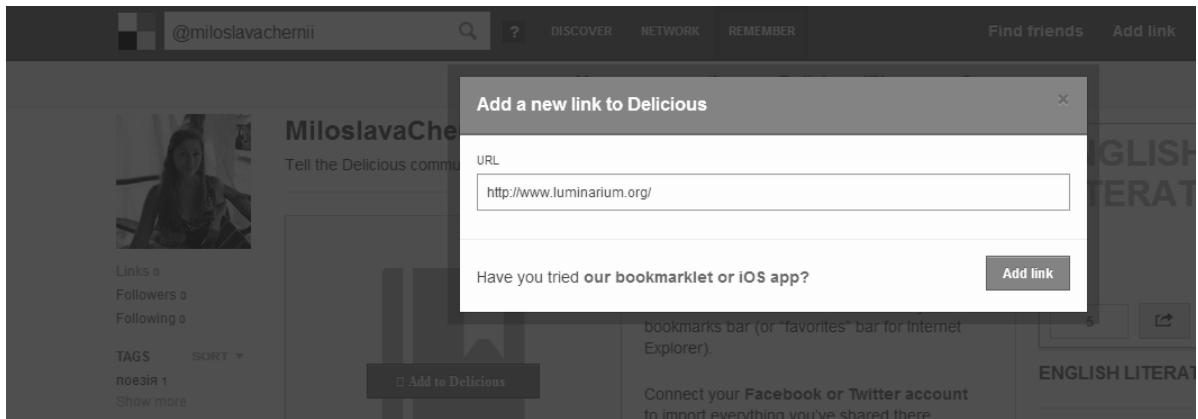 @miloslavachernii
?
DISCOVER NETWORK REMEMBER
Find friends Add link
Add a new link to Delicious
×
MiloslavaChe
Tell the Delicious commu
URL
http://www.luminarium.org/
Have you tried our bookmarklet or iOS app?
Add link
Links 0
Followers 0
Following 0
TAGS SORT ▼
поезія 1
Show more
Add to Delicious
bookmarks bar (or "favorites" bar for Internet
Explorer).
Connect your Facebook or Twitter account
to import everything you've shared there
5
ENGLISH LITERAT